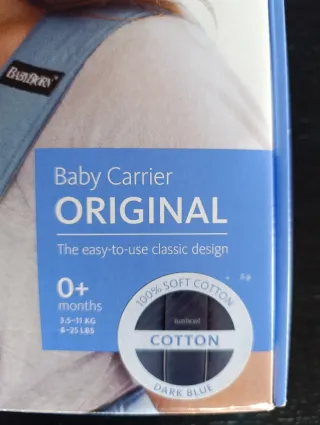 BABYBJÖRN
Baby Carrier
ORIGINAL
The easy-to-use classic design
0+
months
3.5–11 KG
8–25 LBS
100% SOFT COTTON
COTTON
DARK BLUE